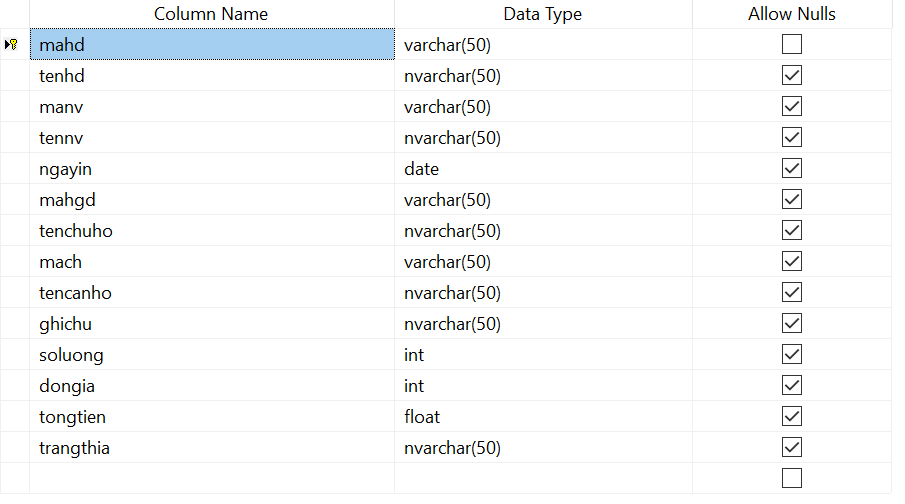 Column Name Data Type Allow Nulls
mahd varchar(50)
tenhd nvarchar(50)
manv varchar(50)
tennv nvarchar(50)
ngayin date
mahgd varchar(50)
tenchuho nvarchar(50)
mach varchar(50)
tencanho nvarchar(50)
ghichu nvarchar(50)
soluong int
dongia int
tongtien float
trangthia nvarchar(50)